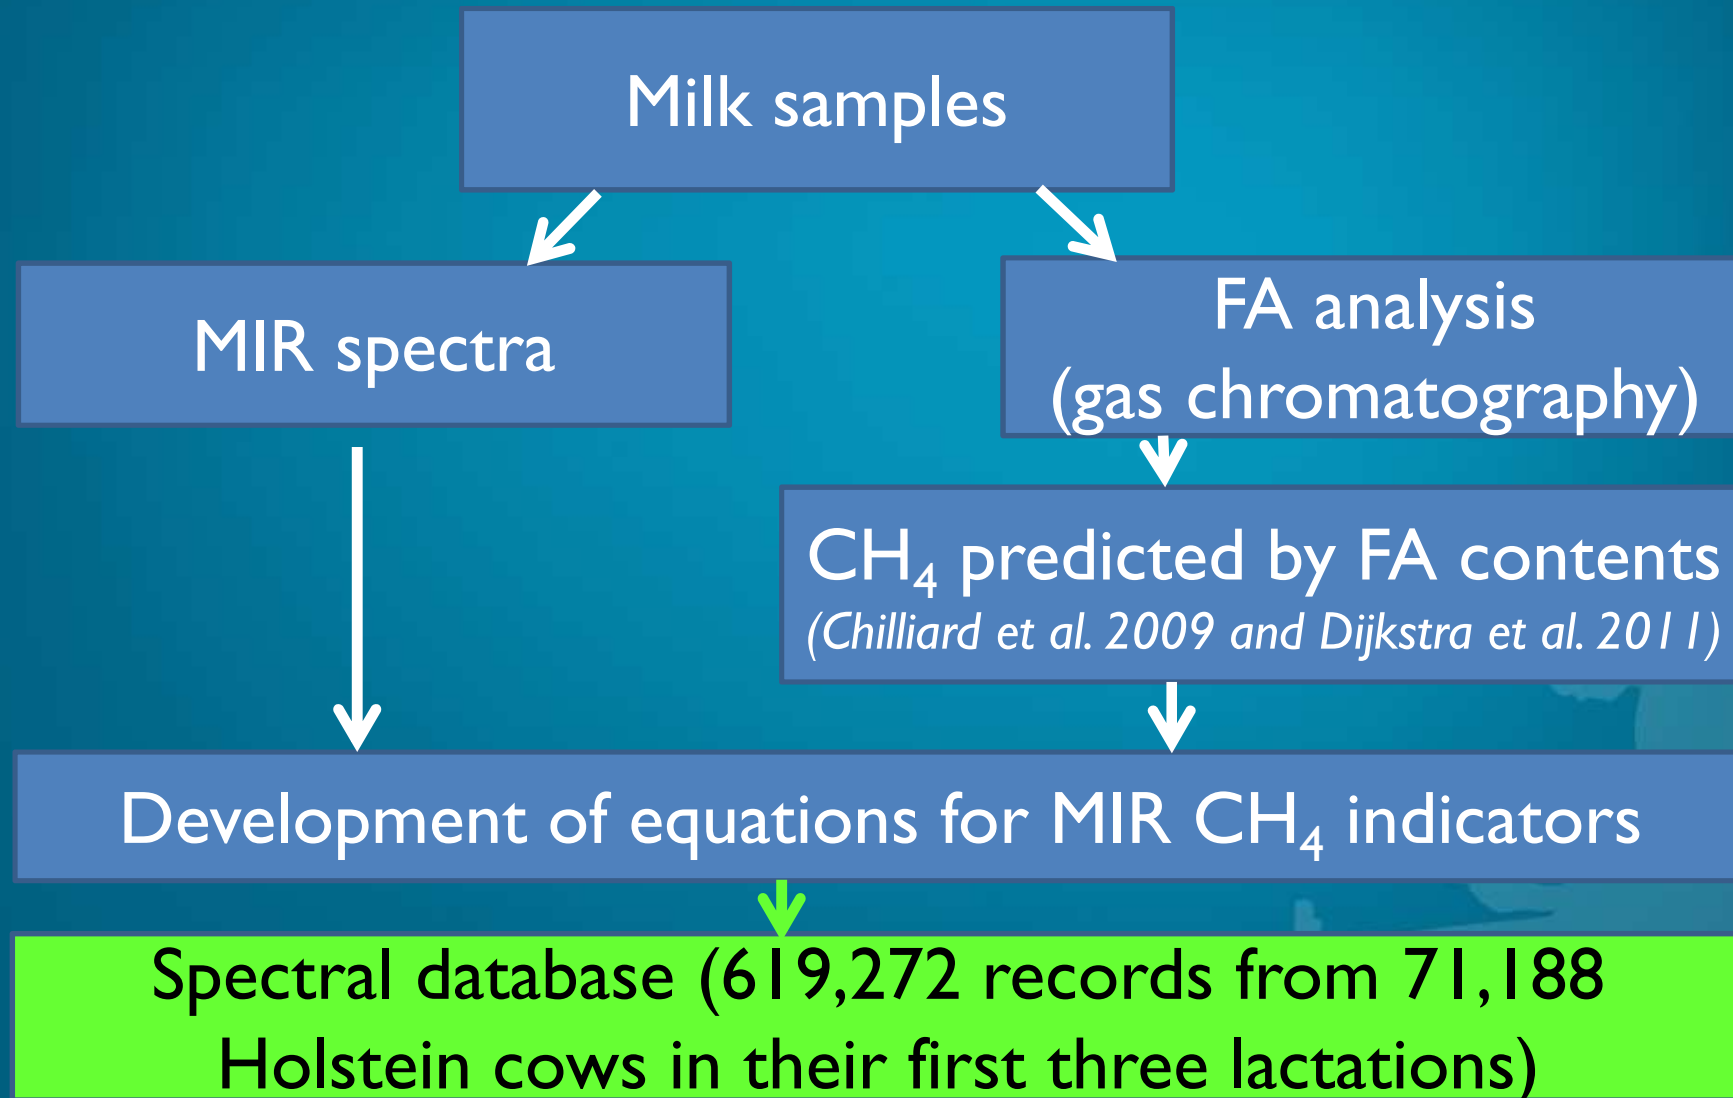 Milk samples
MIR spectra
FA analysis
(gas chromatography)
CH₄ predicted by FA contents
(Chilliard et al. 2009 and Dijkstra et al. 2011)
Development of equations for MIR CH₄ indicators
Spectral database (619,272 records from 71,188
Holstein cows in their first three lactations)